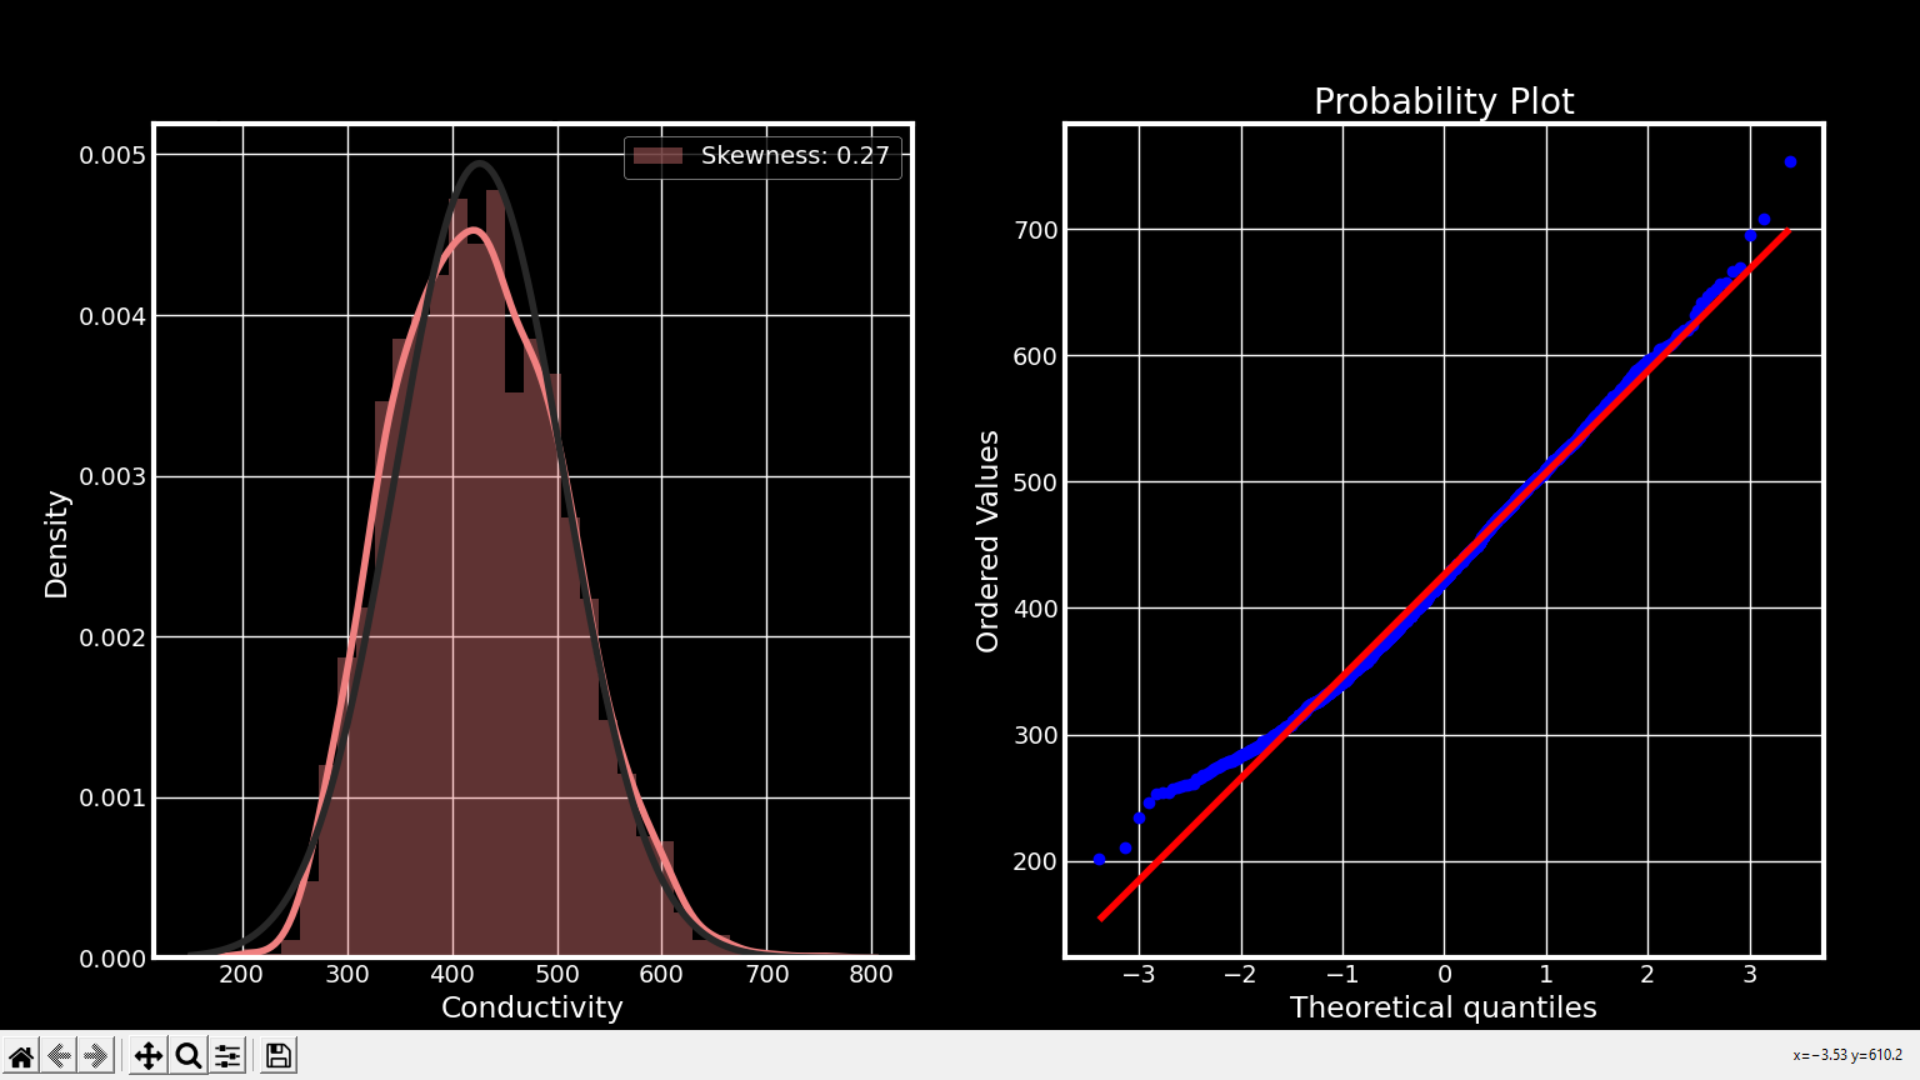 Skewness: 0.27
0.005
0.004
0.003
0.002
0.001
0.000
200 300 400 500 600 700 800
Density
Conductivity
Probability Plot
700
600
500
400
300
200
−3 −2 −1 0 1 2 3
Ordered Values
Theoretical quantiles
x=−3.53 y=610.2